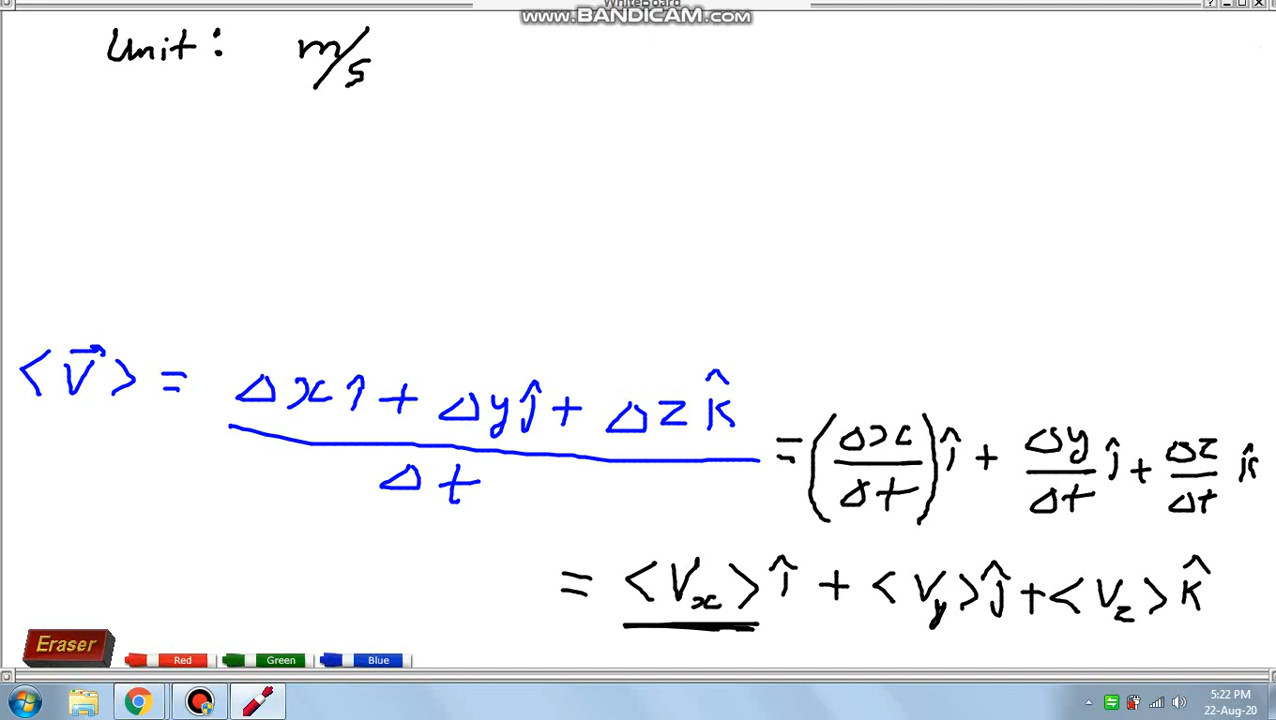 WhiteBoard
www.BANDICAM.com
Unit : m/s
<V⃗> = (Δx î + Δy ĵ + Δz k̂) / Δt = (Δx/Δt) î + Δy/Δt ĵ + Δz/Δt k̂
= <Vx> î + <Vy> ĵ + <Vz> k̂
Eraser Red Green Blue
5:22 PM
22-Aug-20